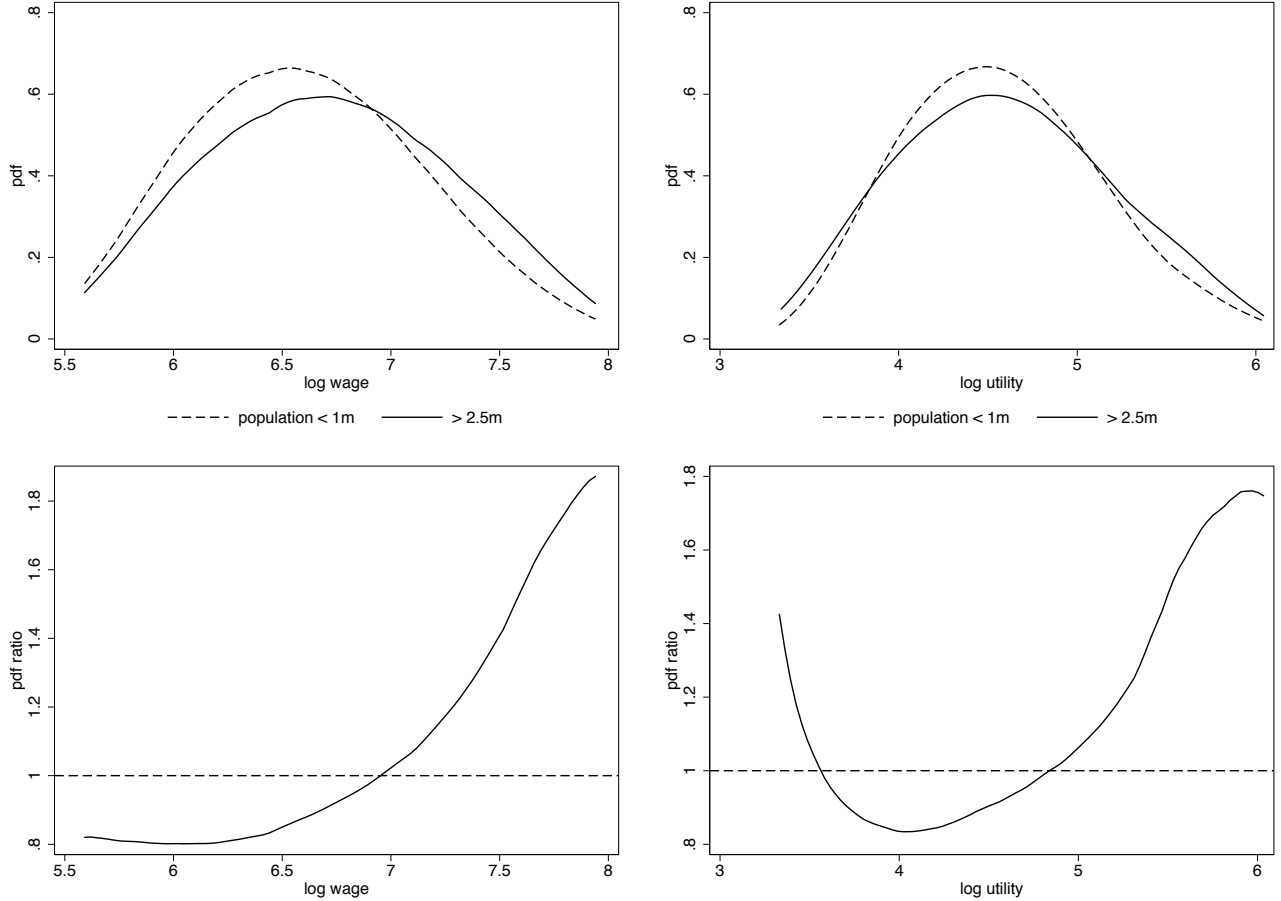 .8
.6
.4
.2
0
pdf
5.5 6 6.5 7 7.5 8
log wage
population < 1m > 2.5m
.8
.6
.4
.2
0
pdf
3 4 5 6
log utility
population < 1m > 2.5m
1.8
1.6
1.4
1.2
1
.8
pdf ratio
5.5 6 6.5 7 7.5 8
log wage
1.8
1.6
1.4
1.2
1
.8
pdf ratio
3 4 5 6
log utility